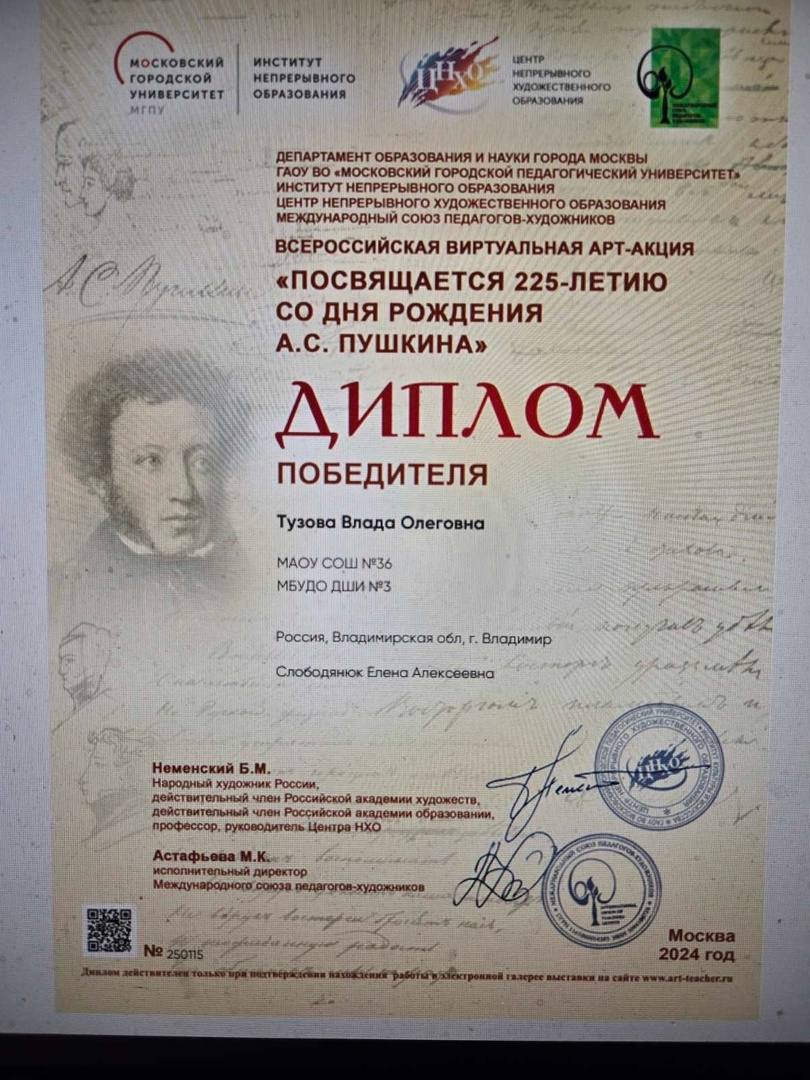 МОСКОВСКИЙ
ГОРОДСКОЙ
УНИВЕРСИТЕТ
МГПУ
ИНСТИТУТ
НЕПРЕРЫВНОГО
ОБРАЗОВАНИЯ
ЦНХО
ЦЕНТР
НЕПРЕРЫВНОГО
ХУДОЖЕСТВЕННОГО
ОБРАЗОВАНИЯ
ДЕПАРТАМЕНТ ОБРАЗОВАНИЯ И НАУКИ ГОРОДА МОСКВЫ
ГАОУ ВО «МОСКОВСКИЙ ГОРОДСКОЙ ПЕДАГОГИЧЕСКИЙ УНИВЕРСИТЕТ»
ИНСТИТУТ НЕПРЕРЫВНОГО ОБРАЗОВАНИЯ
ЦЕНТР НЕПРЕРЫВНОГО ХУДОЖЕСТВЕННОГО ОБРАЗОВАНИЯ
МЕЖДУНАРОДНЫЙ СОЮЗ ПЕДАГОГОВ-ХУДОЖНИКОВ
ВСЕРОССИЙСКАЯ ВИРТУАЛЬНАЯ АРТ-АКЦИЯ
«ПОСВЯЩАЕТСЯ 225-ЛЕТИЮ
СО ДНЯ РОЖДЕНИЯ
А.С. ПУШКИНА»
ДИПЛОМ
ПОБЕДИТЕЛЯ
Тузова Влада Олеговна
МАОУ СОШ №36
МБУДО ДШИ №3
Россия, Владимирская обл, г. Владимир
Слободянюк Елена Алексеевна
Неменский Б.М.
Народный художник России,
действительный член Российской академии художеств,
действительный член Российской академии образовании,
профессор, руководитель Центра НХО
Астафьева М.К.
исполнительный директор
Международного союза педагогов-художников
№ 250115
Москва
2024 год
Диплом действителен только при подтверждении нахождения работы в электронной галерее выставки на сайте www.art-teacher.ru